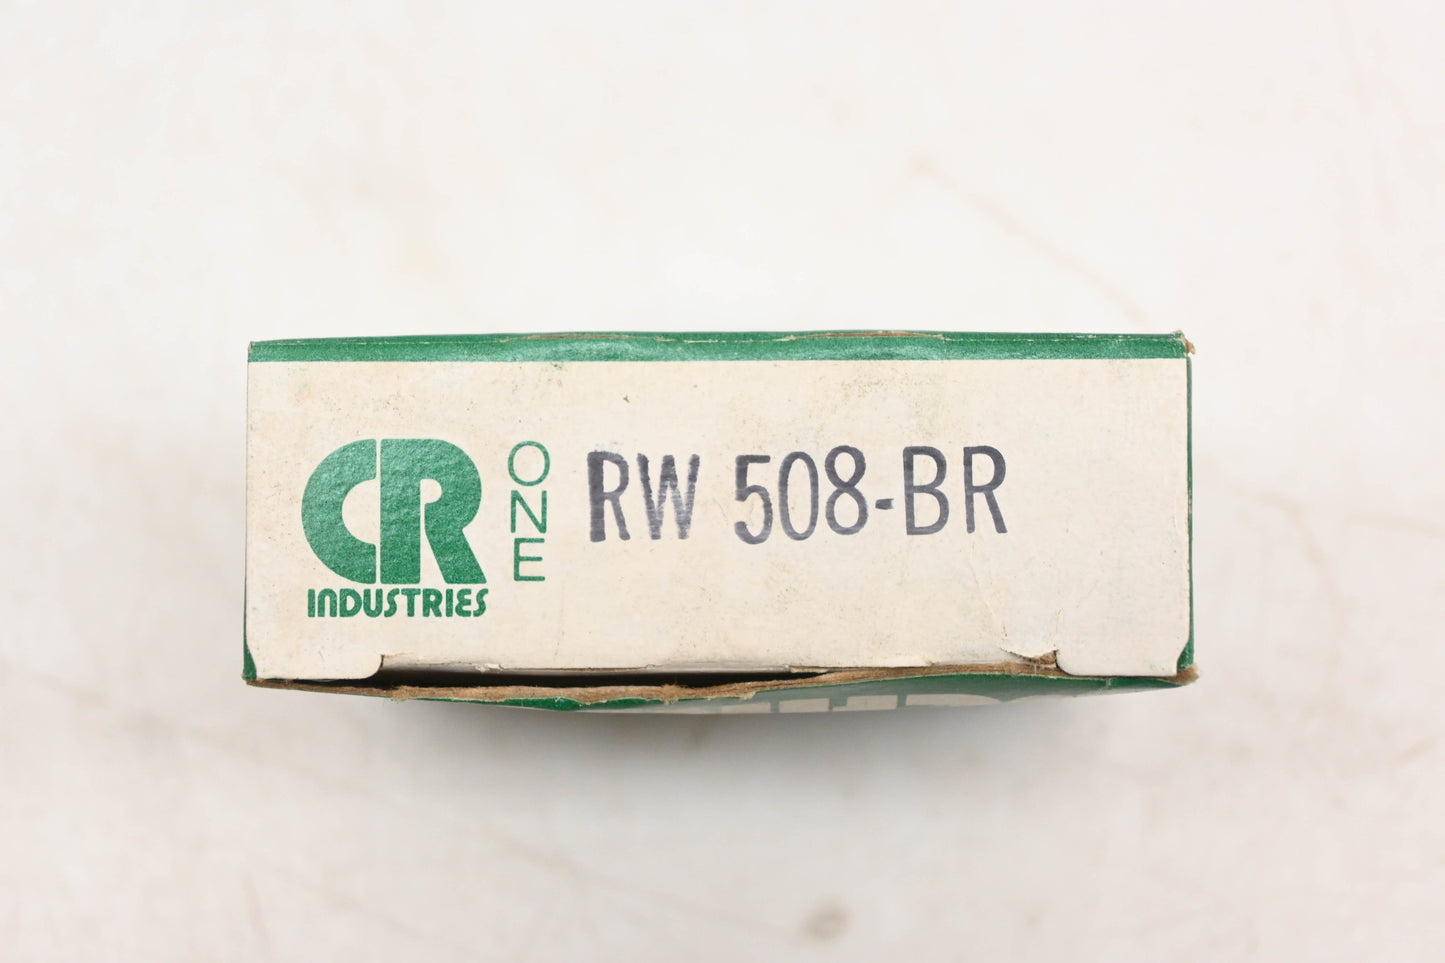 CR
INDUSTRIES
ONE
RW 508-BR